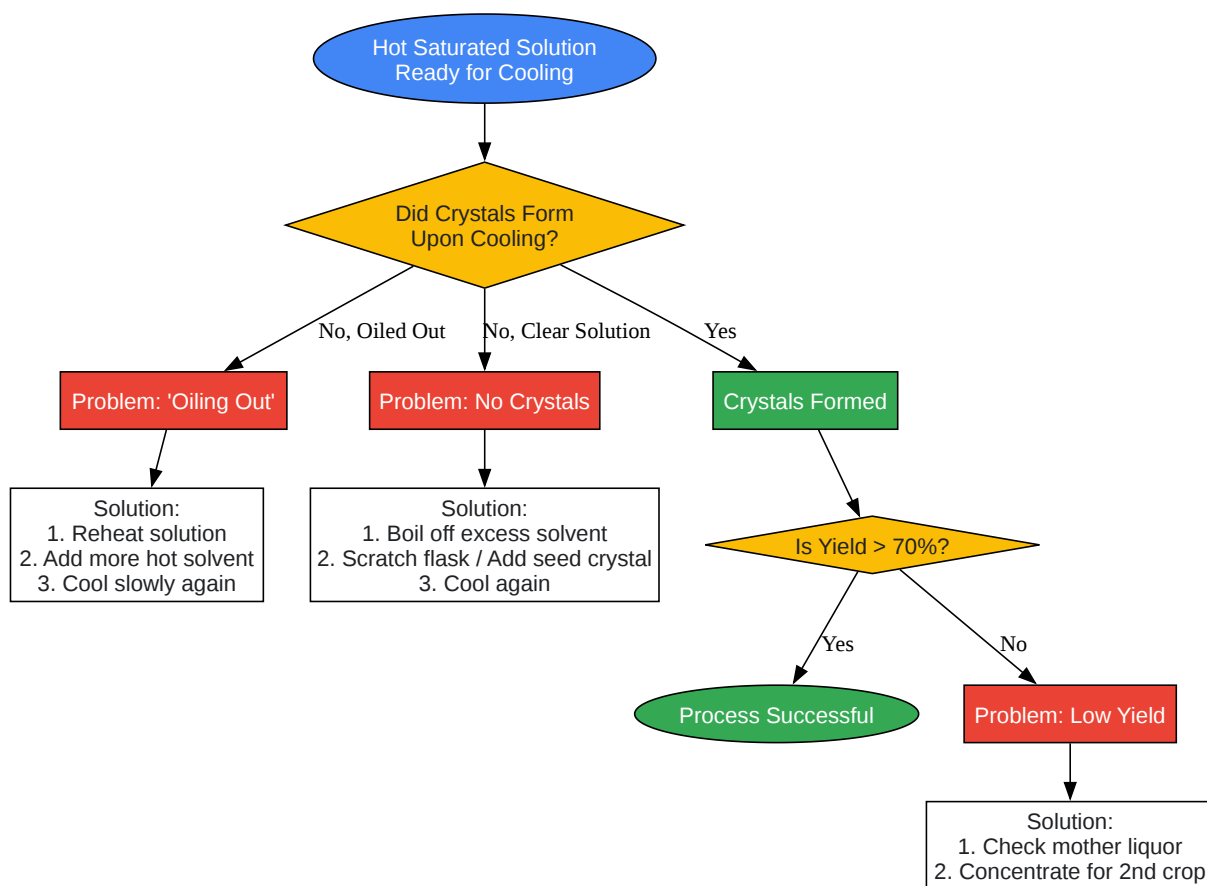 Hot Saturated Solution
Ready for Cooling
Did Crystals Form
Upon Cooling?
No, Oiled Out
No, Clear Solution
Yes
Problem: 'Oiling Out'
Problem: No Crystals
Crystals Formed
Solution:
1. Reheat solution
2. Add more hot solvent
3. Cool slowly again
Solution:
1. Boil off excess solvent
2. Scratch flask / Add seed crystal
3. Cool again
Is Yield > 70%?
Yes
No
Process Successful
Problem: Low Yield
Solution:
1. Check mother liquor
2. Concentrate for 2nd crop